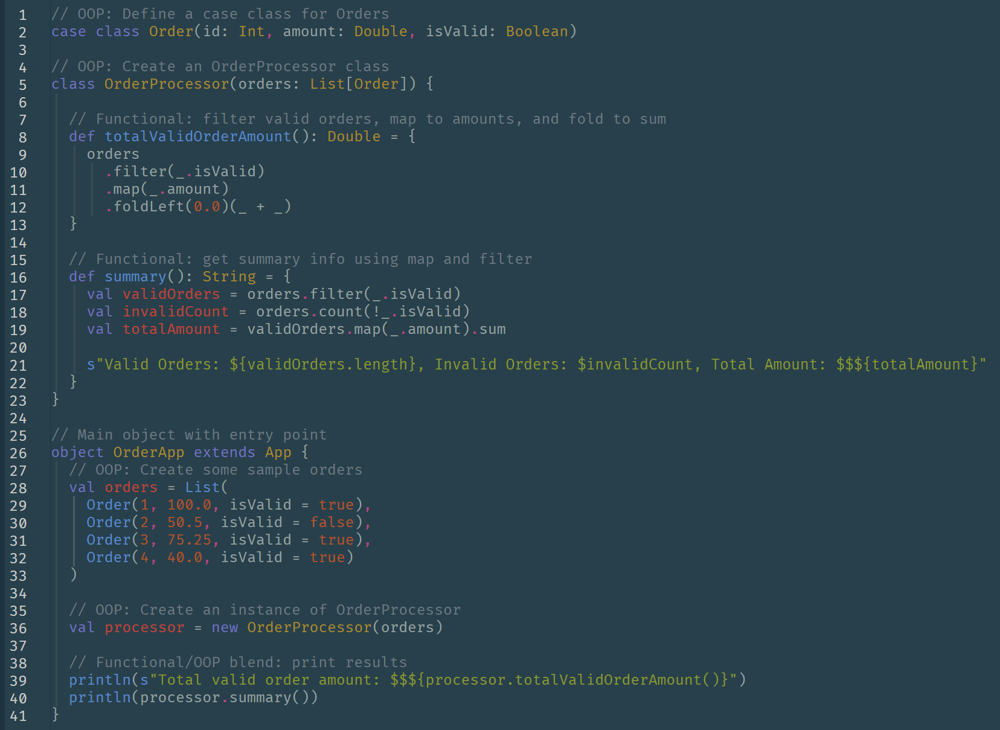 1 // OOP: Define a case class for Orders
2 case class Order(id: Int, amount: Double, isValid: Boolean)
3
4 // OOP: Create an OrderProcessor class
5 class OrderProcessor(orders: List[Order]) {
6
7   // Functional: filter valid orders, map to amounts, and fold to sum
8   def totalValidOrderAmount(): Double = {
9     orders
10       .filter(_.isValid)
11       .map(_.amount)
12       .foldLeft(0.0)(_ + _)
13   }
14
15   // Functional: get summary info using map and filter
16   def summary(): String = {
17     val validOrders = orders.filter(_.isValid)
18     val invalidCount = orders.count(!_.isValid)
19     val totalAmount = validOrders.map(_.amount).sum
20
21     s"Valid Orders: ${validOrders.length}, Invalid Orders: $invalidCount, Total Amount: $$${totalAmount}"
22   }
23 }
24
25 // Main object with entry point
26 object OrderApp extends App {
27   // OOP: Create some sample orders
28   val orders = List(
29     Order(1, 100.0, isValid = true),
30     Order(2, 50.5, isValid = false),
31     Order(3, 75.25, isValid = true),
32     Order(4, 40.0, isValid = true)
33   )
34
35   // OOP: Create an instance of OrderProcessor
36   val processor = new OrderProcessor(orders)
37
38   // Functional/OOP blend: print results
39   println(s"Total valid order amount: $$${processor.totalValidOrderAmount()}")
40   println(processor.summary())
41 }